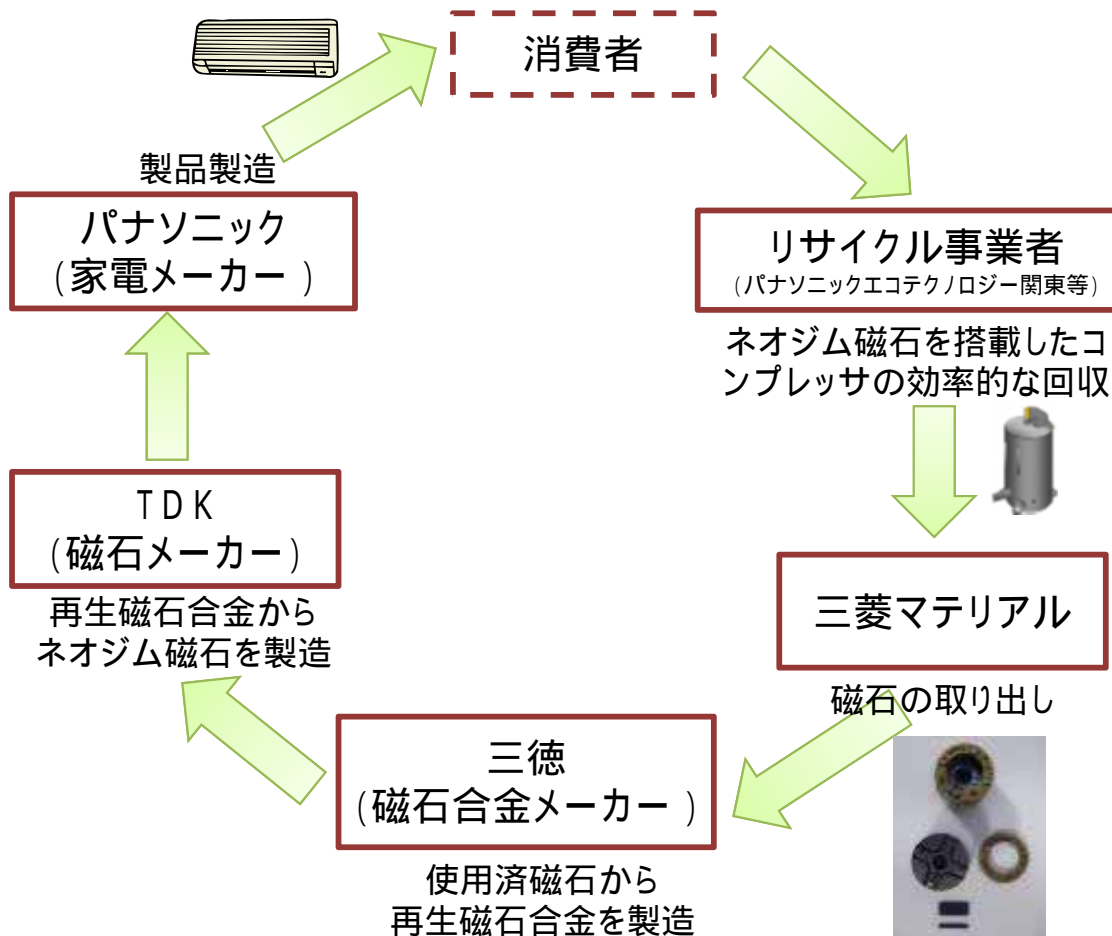 消費者
製品製造
パナソニック
(家電メーカー)
リサイクル事業者
(パナソニックエコテクノロジー関東等)
ネオジム磁石を搭載したコ
ンプレッサの効率的な回収
TDK
(磁石メーカー)
再生磁石合金から
ネオジム磁石を製造
三菱マテリアル
磁石の取り出し
三徳
(磁石合金メーカー)
使用済磁石から
再生磁石合金を製造